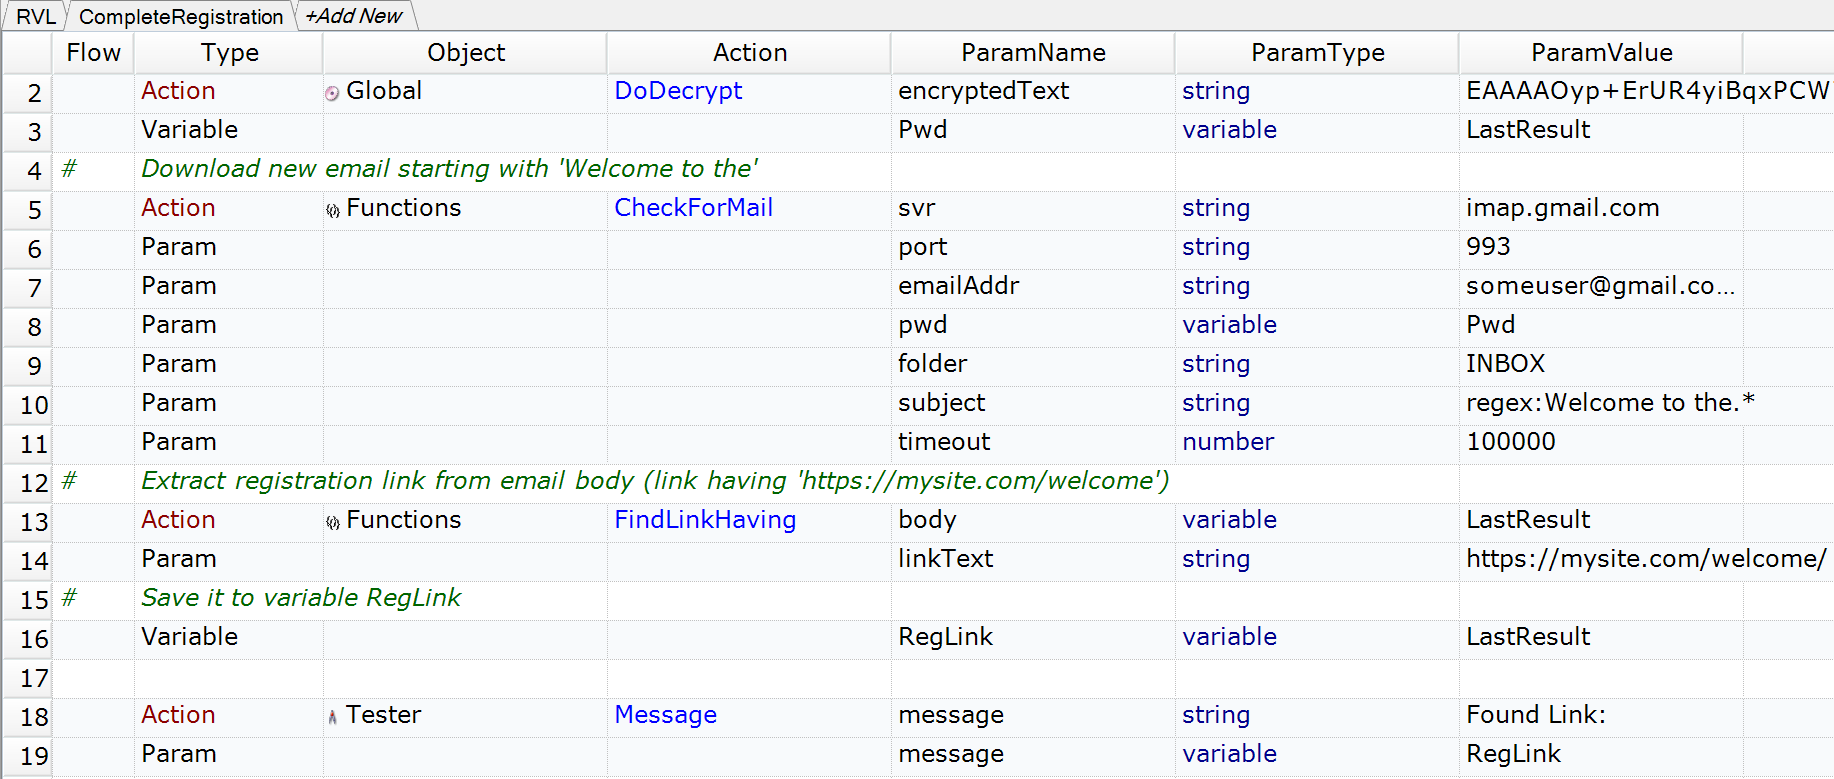 RVL CompleteRegistration +Add New
Flow Type Object Action ParamName ParamType ParamValue
2 Action Global DoDecrypt encryptedText string EAAAAOyp+ErUR4yiBqxPCW
3 Variable Pwd variable LastResult
4 # Download new email starting with 'Welcome to the'
5 Action Functions CheckForMail svr string imap.gmail.com
6 Param port string 993
7 Param emailAddr string someuser@gmail.co...
8 Param pwd variable Pwd
9 Param folder string INBOX
10 Param subject string regex:Welcome to the.*
11 Param timeout number 100000
12 # Extract registration link from email body (link having 'https://mysite.com/welcome')
13 Action Functions FindLinkHaving body variable LastResult
14 Param linkText string https://mysite.com/welcome/
15 # Save it to variable RegLink
16 Variable RegLink variable LastResult
17
18 Action Tester Message message string Found Link:
19 Param message variable RegLink